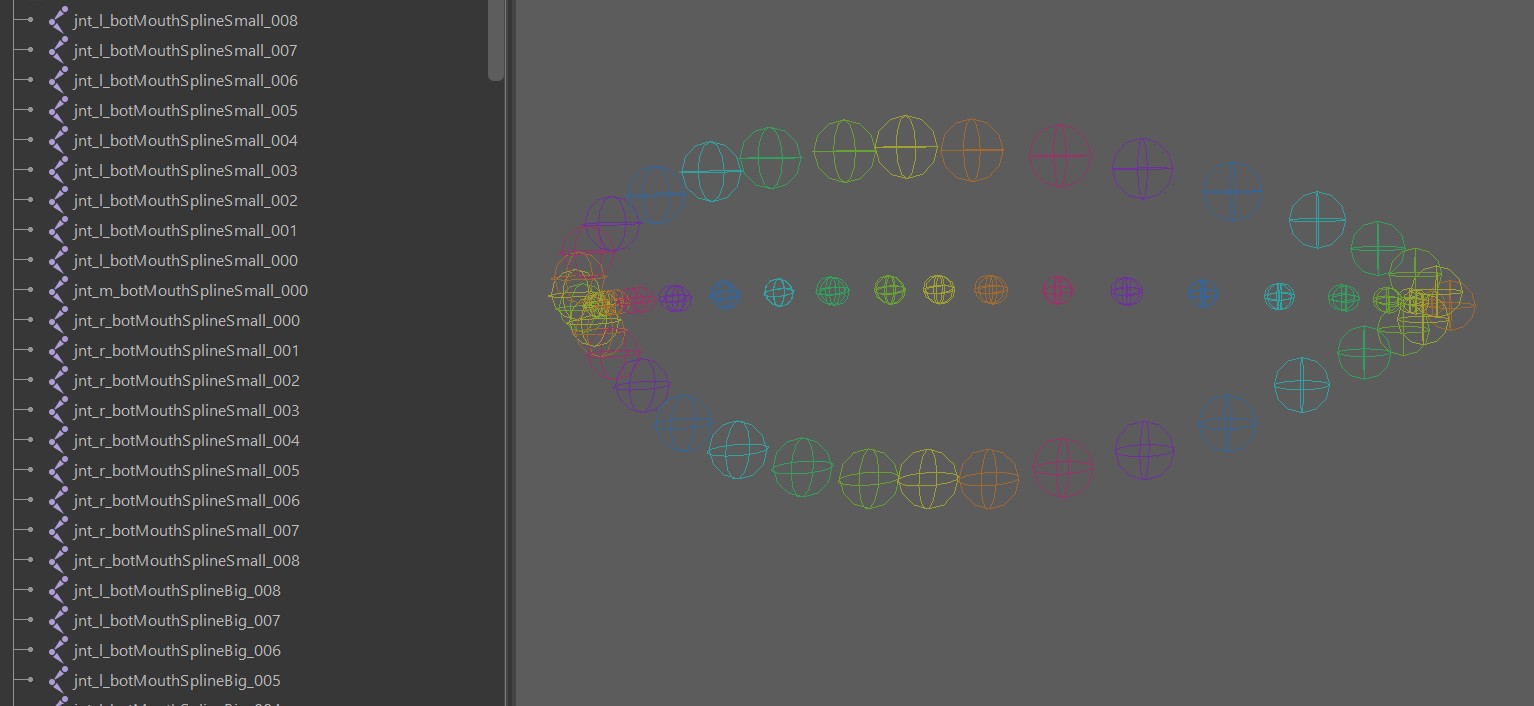 jnt_l_botMouthSplineSmall_008
jnt_l_botMouthSplineSmall_007
jnt_l_botMouthSplineSmall_006
jnt_l_botMouthSplineSmall_005
jnt_l_botMouthSplineSmall_004
jnt_l_botMouthSplineSmall_003
jnt_l_botMouthSplineSmall_002
jnt_l_botMouthSplineSmall_001
jnt_l_botMouthSplineSmall_000
jnt_m_botMouthSplineSmall_000
jnt_r_botMouthSplineSmall_000
jnt_r_botMouthSplineSmall_001
jnt_r_botMouthSplineSmall_002
jnt_r_botMouthSplineSmall_003
jnt_r_botMouthSplineSmall_004
jnt_r_botMouthSplineSmall_005
jnt_r_botMouthSplineSmall_006
jnt_r_botMouthSplineSmall_007
jnt_r_botMouthSplineSmall_008
jnt_l_botMouthSplineBig_008
jnt_l_botMouthSplineBig_007
jnt_l_botMouthSplineBig_006
jnt_l_botMouthSplineBig_005